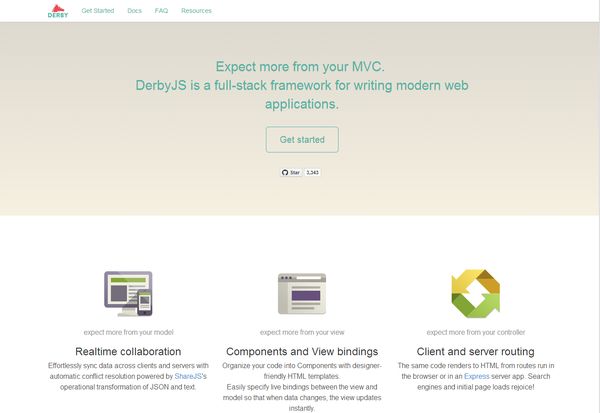 DERBY
Get Started
Docs
FAQ
Resources
Expect more from your MVC.
DerbyJS is a full-stack framework for writing modern web
applications.
Get started
Star 3,343
expect more from your model
Realtime collaboration
Effortlessly sync data across clients and servers with
automatic conflict resolution powered by ShareJS's
operational transformation of JSON and text.
expect more from your view
Components and View bindings
Organize your code into Components with designer-
friendly HTML templates.
Easily specify live bindings between the view and
model so that when data changes, the view updates
instantly.
expect more from your controller
Client and server routing
The same code renders to HTML from routes run in
the browser or in an Express server app. Search
engines and initial page loads rejoice!